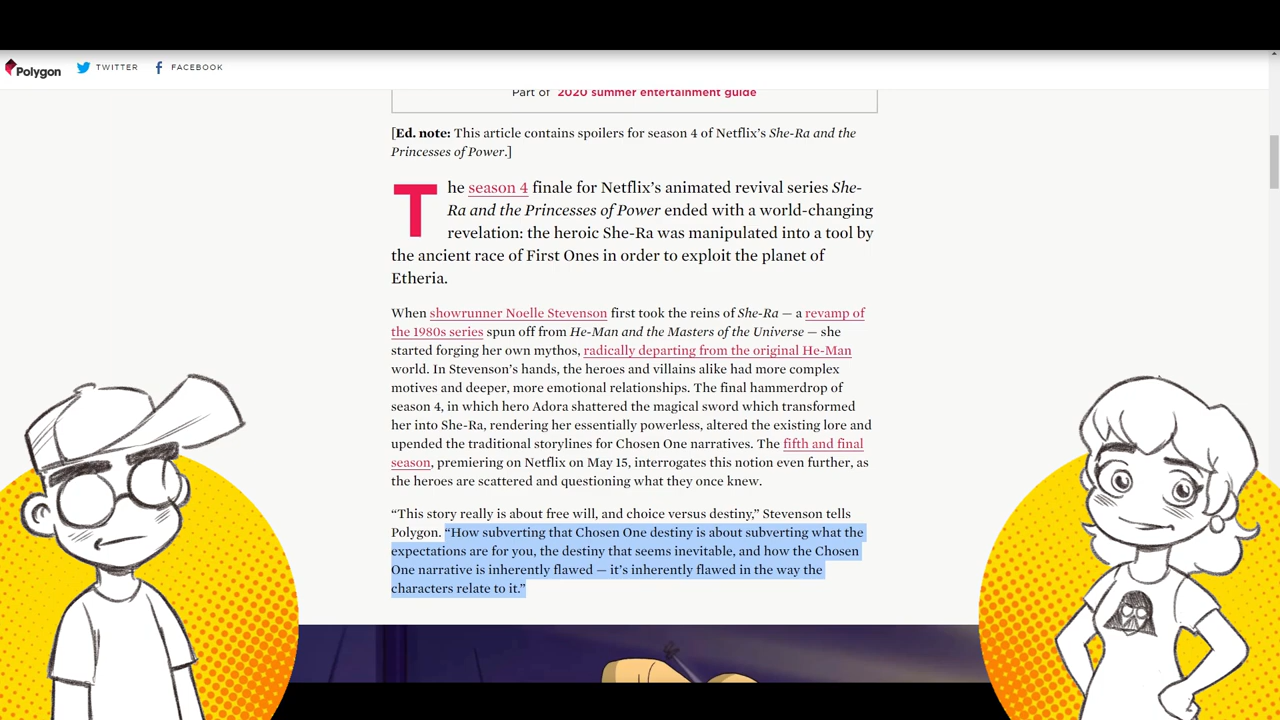 Polygon TWITTER FACEBOOK
Part of 2020 summer entertainment guide
[Ed. note: This article contains spoilers for season 4 of Netflix’s She-Ra and the
Princesses of Power.]
The season 4 finale for Netflix’s animated revival series She-
Ra and the Princesses of Power ended with a world-changing
revelation: the heroic She-Ra was manipulated into a tool by
the ancient race of First Ones in order to exploit the planet of
Etheria.
When showrunner Noelle Stevenson first took the reins of She-Ra — a revamp of
the 1980s series spun off from He-Man and the Masters of the Universe — she
started forging her own mythos, radically departing from the original He-Man
world. In Stevenson’s hands, the heroes and villains alike had more complex
motives and deeper, more emotional relationships. The final hammerdrop of
season 4, in which hero Adora shattered the magical sword which transformed
her into She-Ra, rendering her essentially powerless, altered the existing lore and
upended the traditional storylines for Chosen One narratives. The fifth and final
season, premiering on Netflix on May 15, interrogates this notion even further, as
the heroes are scattered and questioning what they once knew.
“This story really is about free will, and choice versus destiny,” Stevenson tells
Polygon. “How subverting that Chosen One destiny is about subverting what the
expectations are for you, the destiny that seems inevitable, and how the Chosen
One narrative is inherently flawed — it’s inherently flawed in the way the
characters relate to it.”